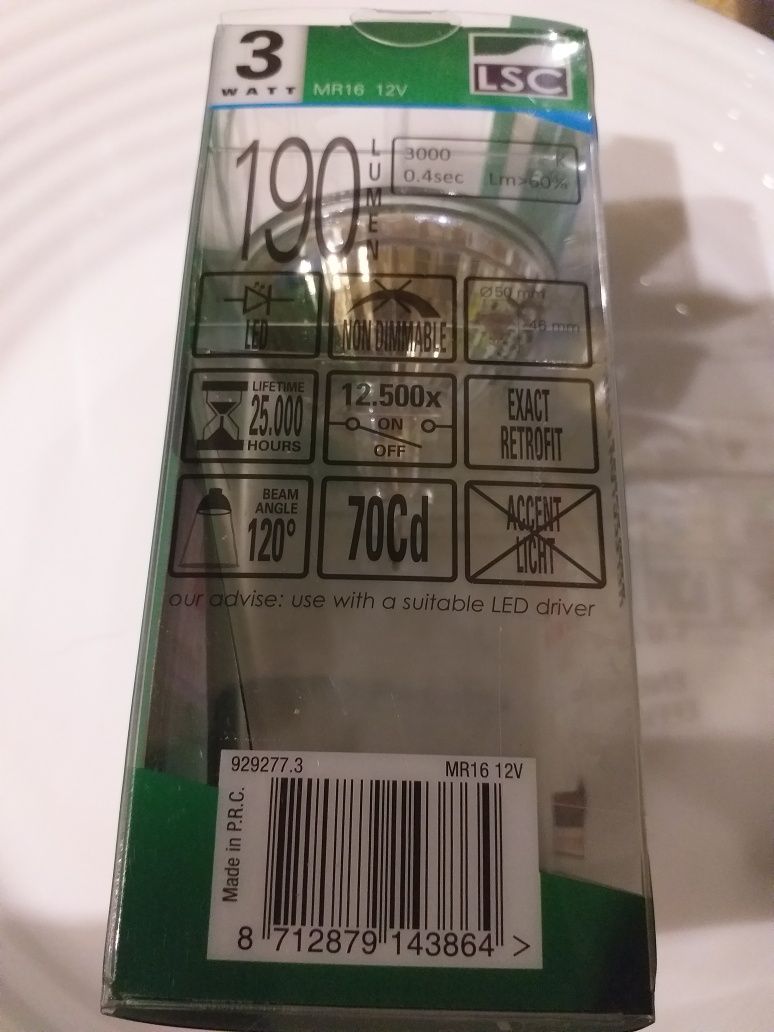 3
WATT
MR16 12V
LSC
190
LUMEN
3000 K
0.4sec Lm>60%
LED
NON DIMMABLE
Ø50 mm
46 mm
LIFETIME
25.000
HOURS
12.500x
ON
OFF
EXACT
RETROFIT
BEAM
ANGLE
120°
70Cd
ACCENT
LICHT
our advise: use with a suitable LED driver
929277.3 MR16 12V
Made in P.R.C.
8 712879 143864 >